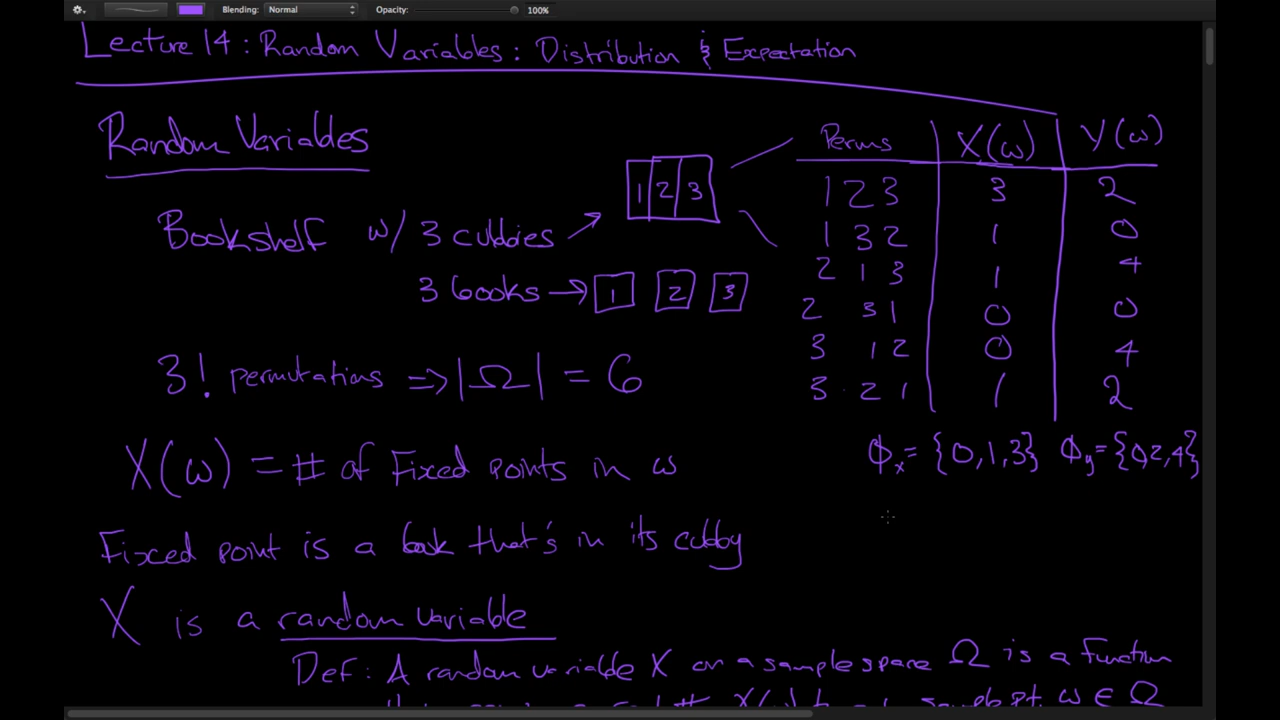 Blending: Normal Opacity: 100%
Lecture 14: Random Variables: Distribution & Expectation
Random Variables
1 2 3
Bookshelf w/ 3 cubbies →
3 books → 1 2 3
3! permutations ⇒ |Ω| = 6
X(ω) = # of Fixed points in ω
Perms X(ω) Y(ω)
1 2 3 3 2
1 3 2 1 0
2 1 3 1 4
2 3 1 0 0
3 1 2 0 4
3 2 1 1 2
ϕx = {0,1,3} ϕy = {0,2,4}
Fixed point is a book that's in its cubby
X is a random variable
Def: A random variable X on a sample space Ω is a function
X(ω) to sample pt. ω ∈ Ω